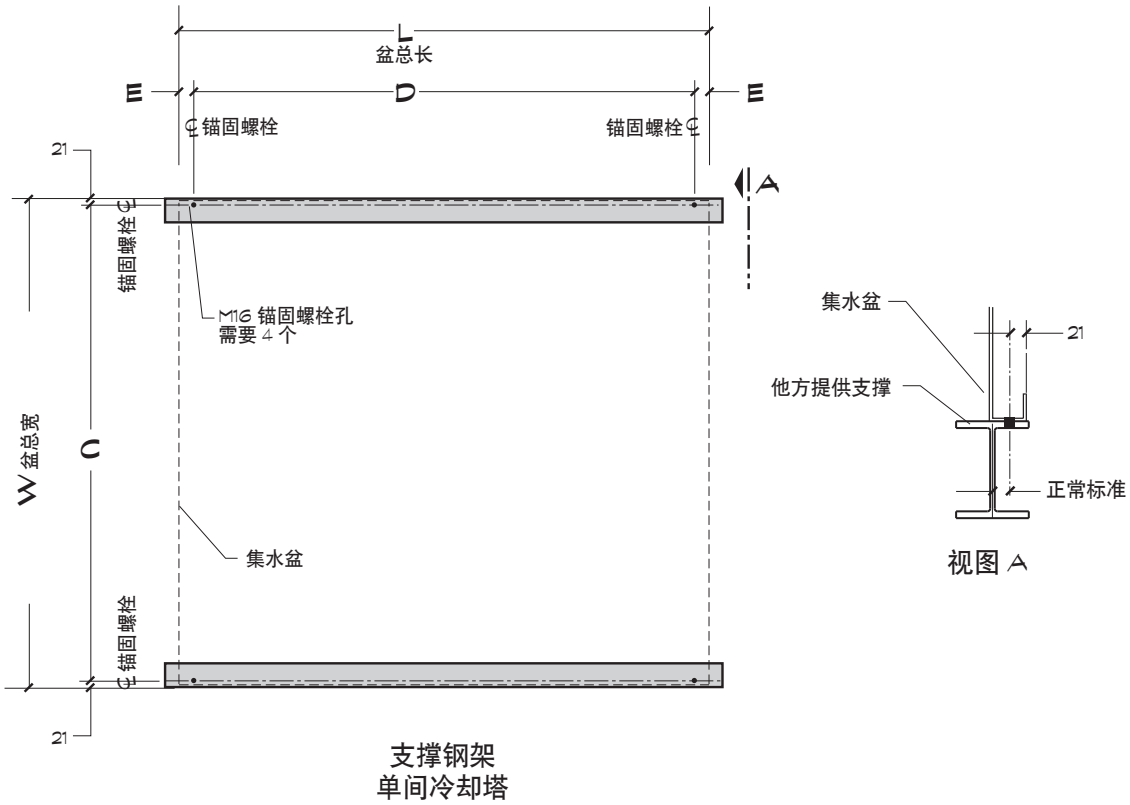 L
盆总长
E
D
E
℄ 锚固螺栓
锚固螺栓 ℄
21
A
锚固螺栓 ℄
M16 锚固螺栓孔
需要 4 个
集水盆
21
他方提供支撑
W 盆总宽
C
正常标准
集水盆
视图 A
℄ 锚固螺栓
21
支撑钢架
单间冷却塔